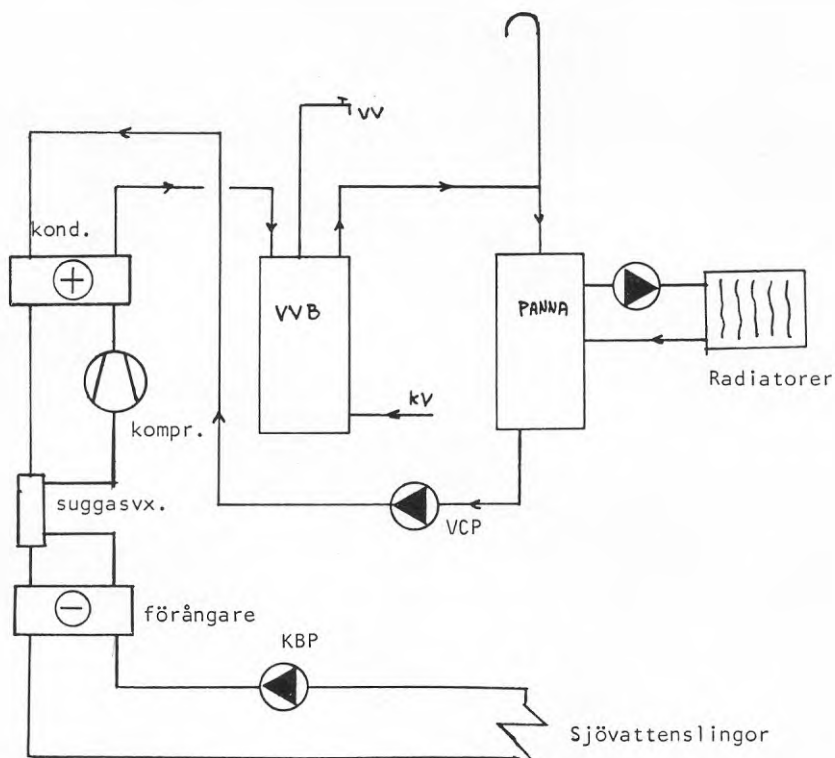 VV
kond.
VVB
PANNA
Radiatorer
kV
kompr.
suggasvx.
VCP
förångare
KBP
Sjövattenslingor